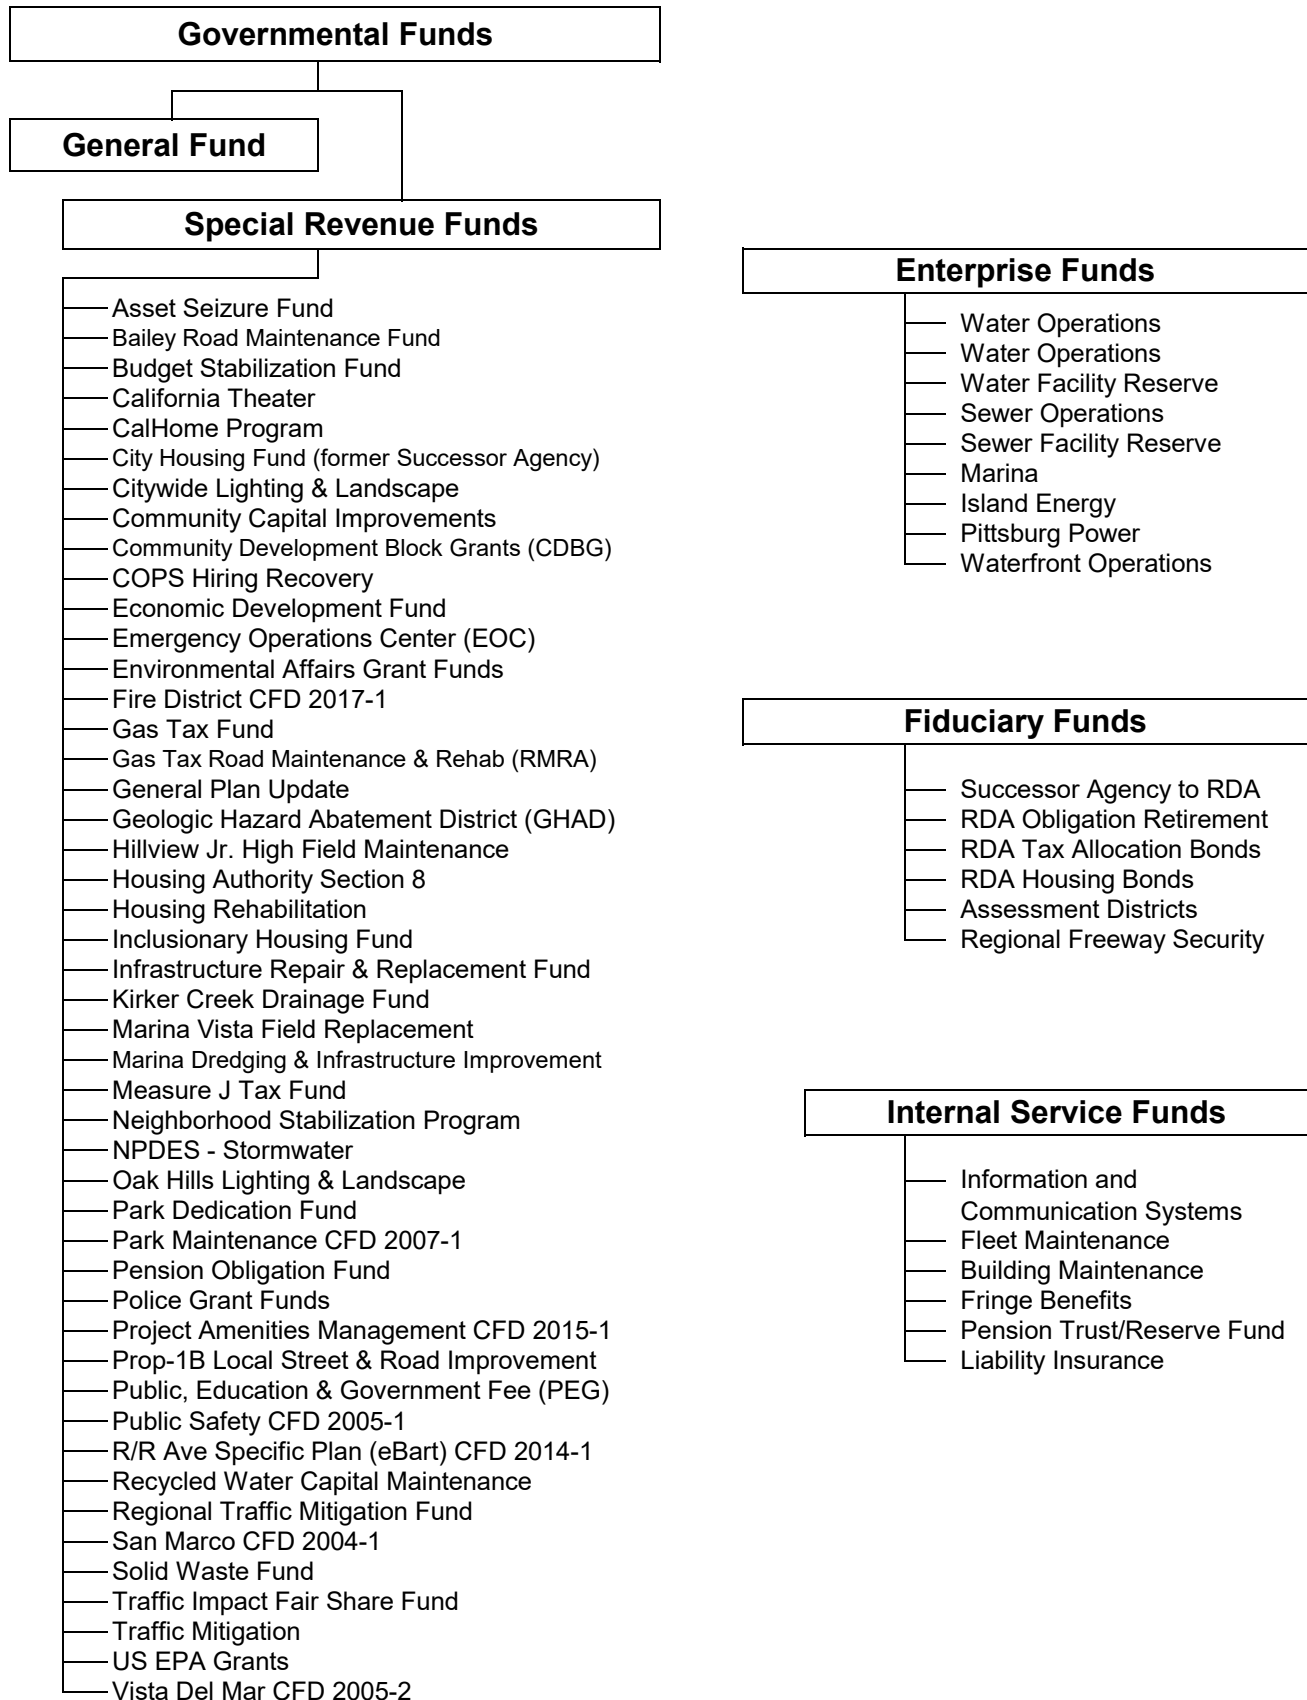 Governmental Funds
General Fund
Special Revenue Funds
Asset Seizure Fund
Bailey Road Maintenance Fund
Budget Stabilization Fund
California Theater
CalHome Program
City Housing Fund (former Successor Agency)
Citywide Lighting & Landscape
Community Capital Improvements
Community Development Block Grants (CDBG)
COPS Hiring Recovery
Economic Development Fund
Emergency Operations Center (EOC)
Environmental Affairs Grant Funds
Fire District CFD 2017-1
Gas Tax Fund
Gas Tax Road Maintenance & Rehab (RMRA)
General Plan Update
Geologic Hazard Abatement District (GHAD)
Hillview Jr. High Field Maintenance
Housing Authority Section 8
Housing Rehabilitation
Inclusionary Housing Fund
Infrastructure Repair & Replacement Fund
Kirker Creek Drainage Fund
Marina Vista Field Replacement
Marina Dredging & Infrastructure Improvement
Measure J Tax Fund
Neighborhood Stabilization Program
NPDES - Stormwater
Oak Hills Lighting & Landscape
Park Dedication Fund
Park Maintenance CFD 2007-1
Pension Obligation Fund
Police Grant Funds
Project Amenities Management CFD 2015-1
Prop-1B Local Street & Road Improvement
Public, Education & Government Fee (PEG)
Public Safety CFD 2005-1
R/R Ave Specific Plan (eBart) CFD 2014-1
Recycled Water Capital Maintenance
Regional Traffic Mitigation Fund
San Marco CFD 2004-1
Solid Waste Fund
Traffic Impact Fair Share Fund
Traffic Mitigation
US EPA Grants
Vista Del Mar CFD 2005-2
Enterprise Funds
Water Operations
Water Operations
Water Facility Reserve
Sewer Operations
Sewer Facility Reserve
Marina
Island Energy
Pittsburg Power
Waterfront Operations
Fiduciary Funds
Successor Agency to RDA
RDA Obligation Retirement
RDA Tax Allocation Bonds
RDA Housing Bonds
Assessment Districts
Regional Freeway Security
Internal Service Funds
Information and
Communication Systems
Fleet Maintenance
Building Maintenance
Fringe Benefits
Pension Trust/Reserve Fund
Liability Insurance